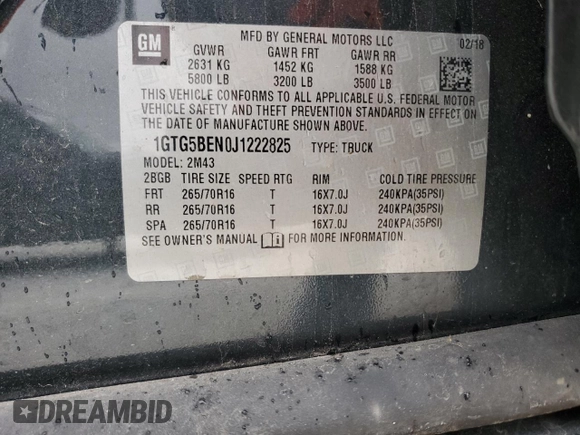 GM
MFD BY GENERAL MOTORS LLC 02/18
GVWR GAWR FRT GAWR RR
2631 KG 1452 KG 1588 KG
5800 LB 3200 LB 3500 LB
THIS VEHICLE CONFORMS TO ALL APPLICABLE U.S. FEDERAL MOTOR
VEHICLE SAFETY AND THEFT PREVENTION STANDARDS IN EFFECT ON
THE DATE OF MANUFACTURE SHOWN ABOVE.
1GTG5BEN0J1222825 TYPE: TRUCK
MODEL: 2M43
2BGB TIRE SIZE SPEED RTG RIM COLD TIRE PRESSURE
FRT 265/70R16 T 16X7.0J 240KPA(35PSI)
RR 265/70R16 T 16X7.0J 240KPA(35PSI)
SPA 265/70R16 T 16X7.0J 240KPA(35PSI)
SEE OWNER'S MANUAL FOR MORE INFORMATION.
DREAMBID